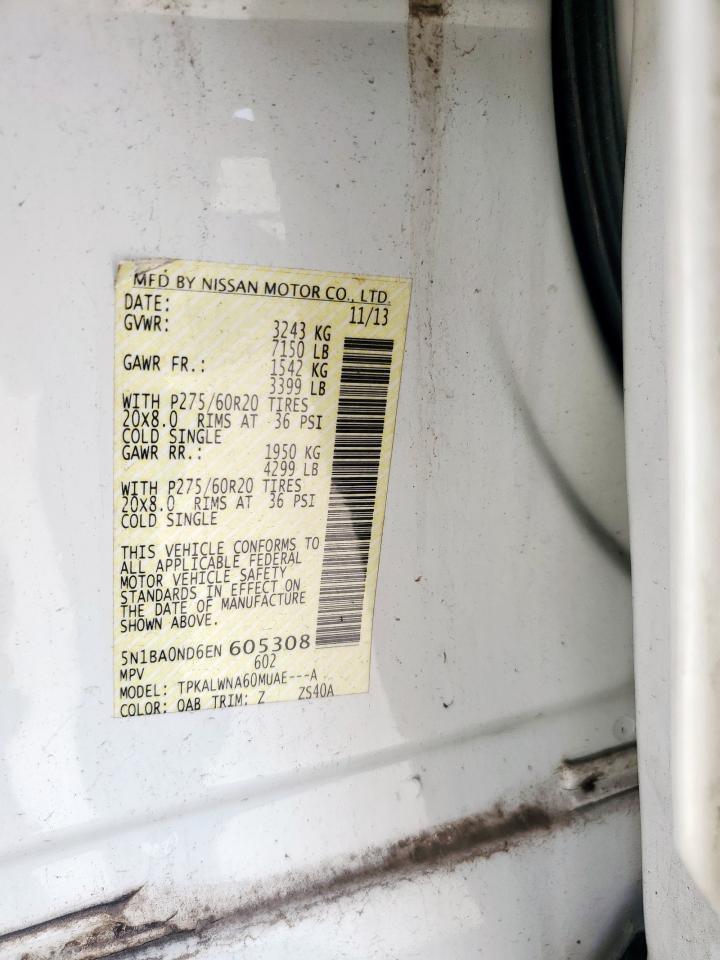 MFD BY NISSAN MOTOR CO., LTD.
DATE: 11/13
GVWR: 3243 KG
7150 LB
GAWR FR.: 1542 KG
3399 LB
WITH P275/60R20 TIRES
20X8.0 RIMS AT 36 PSI
COLD SINGLE
GAWR RR.: 1950 KG
4299 LB
WITH P275/60R20 TIRES
20X8.0 RIMS AT 36 PSI
COLD SINGLE
THIS VEHICLE CONFORMS TO
ALL APPLICABLE FEDERAL
MOTOR VEHICLE SAFETY
STANDARDS IN EFFECT ON
THE DATE OF MANUFACTURE
SHOWN ABOVE.
5N1BA0ND6EN 605308
MPV 602
MODEL: TPKALWNA60MUAE---A
COLOR: QAB TRIM: Z ZS40A